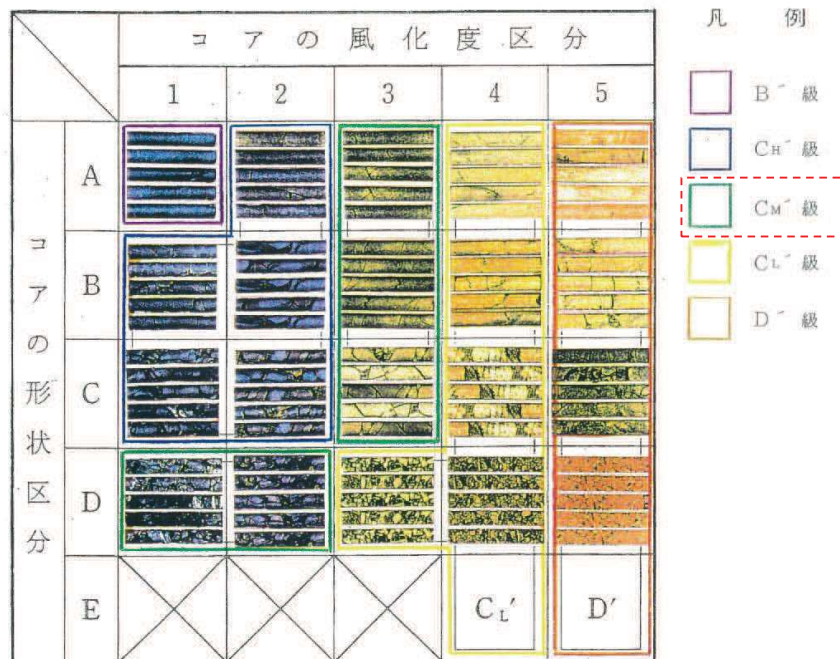 コアの風化度区分
1 2 3 4 5
コアの形状区分
A
B
C
D
E
CL′ D′
凡 例
B′級
CH′級
CM′級
CL′級
D′級